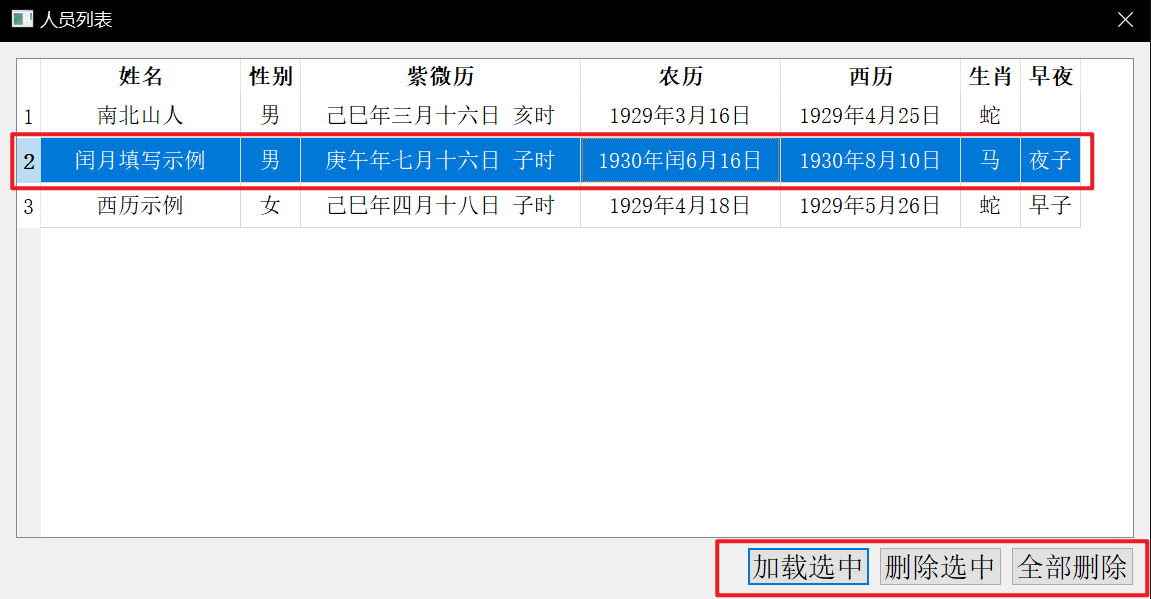 人员列表
姓名 性别 紫微历 农历 西历 生肖 早夜
1 南北山人 男 己巳年三月十六日 亥时 1929年3月16日 1929年4月25日 蛇
2 闰月填写示例 男 庚午年七月十六日 子时 1930年闰6月16日 1930年8月10日 马 夜子
3 西历示例 女 己巳年四月十八日 子时 1929年4月18日 1929年5月26日 蛇 早子
加载选中 删除选中 全部删除